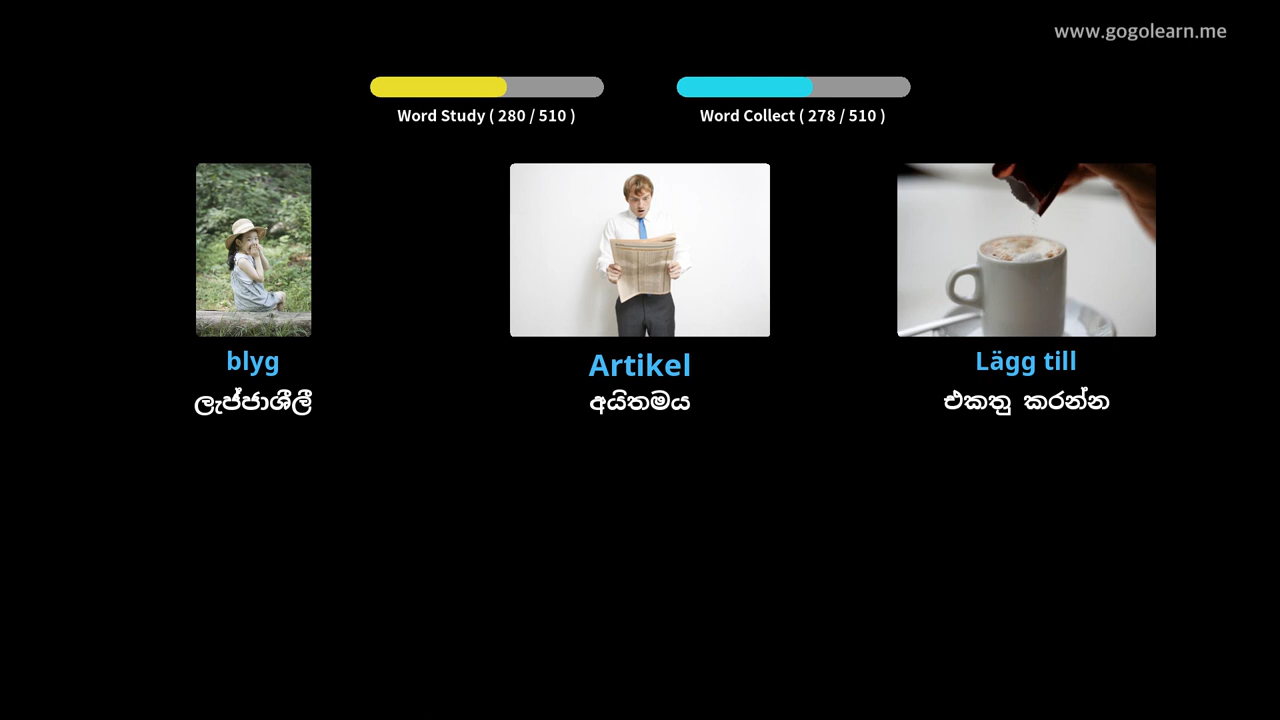 www.gogolearn.me
Word Study ( 280 / 510 )
Word Collect ( 278 / 510 )
blyg
Artikel
Lägg till
ලැජ්ජාශීලී
අයිතමය
එකතු කරන්න